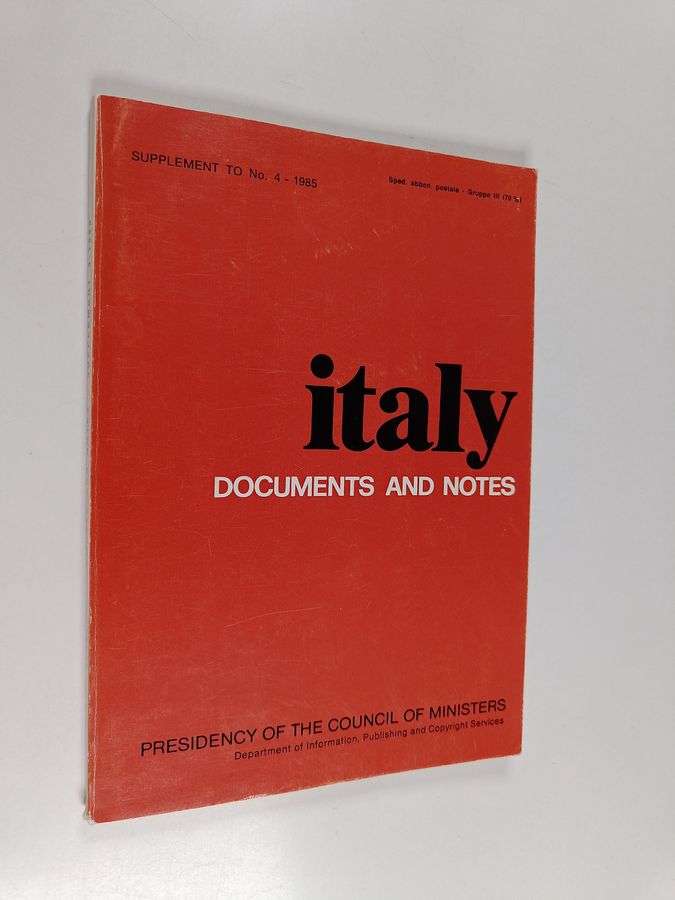 SUPPLEMENT TO No. 4 - 1985
Sped. abbon. postale - Gruppo III (70%)
italy
DOCUMENTS AND NOTES
PRESIDENCY OF THE COUNCIL OF MINISTERS
Department of Information, Publishing and Copyright Services